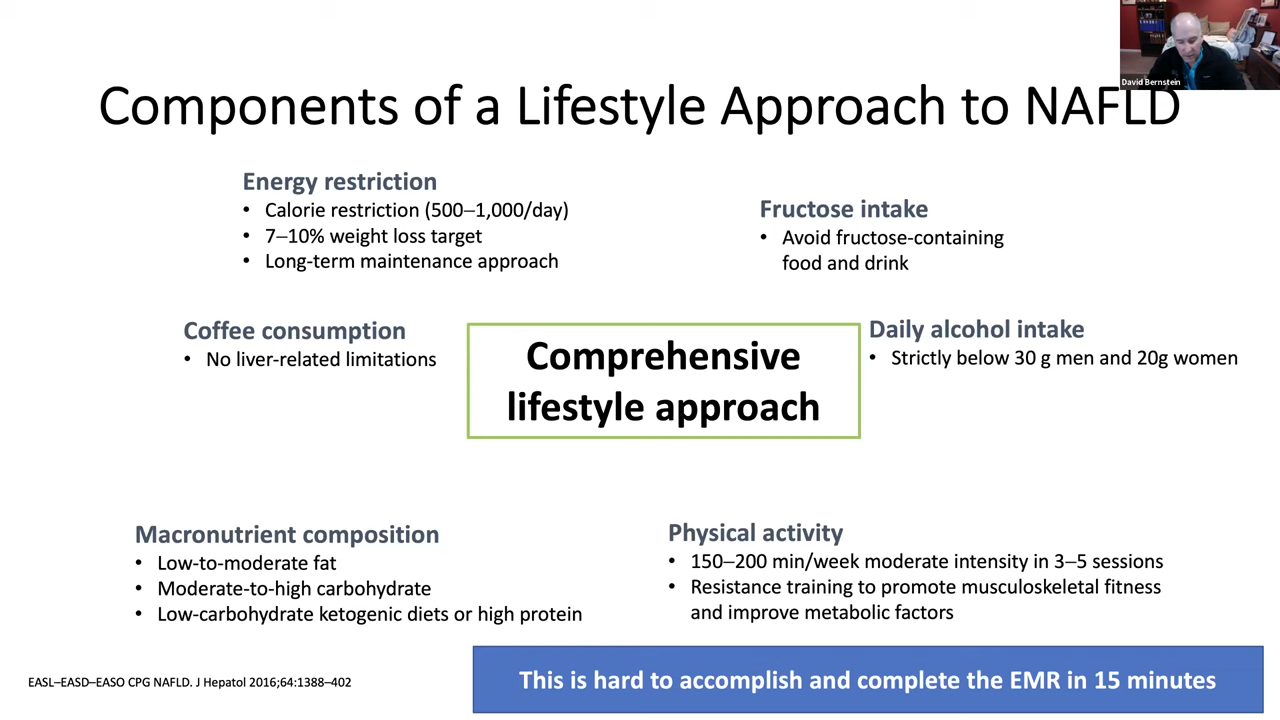 David Bernstein
Components of a Lifestyle Approach to NAFLD
Energy restriction
• Calorie restriction (500–1,000/day)
• 7–10% weight loss target
• Long-term maintenance approach
Fructose intake
• Avoid fructose-containing
food and drink
Coffee consumption
• No liver-related limitations
Comprehensive
lifestyle approach
Daily alcohol intake
• Strictly below 30 g men and 20g women
Macronutrient composition
• Low-to-moderate fat
• Moderate-to-high carbohydrate
• Low-carbohydrate ketogenic diets or high protein
Physical activity
• 150–200 min/week moderate intensity in 3–5 sessions
• Resistance training to promote musculoskeletal fitness
and improve metabolic factors
EASL–EASD–EASO CPG NAFLD. J Hepatol 2016;64:1388–402
This is hard to accomplish and complete the EMR in 15 minutes